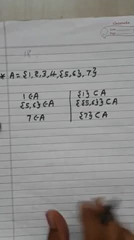 * A = {1,2,3,4,{5,6},7}
1 ∈ A | {1} ⊂ A
{5,6} ∈ A | {{5,6}} ⊂ A
7 ∈ A | {7} ⊂ A